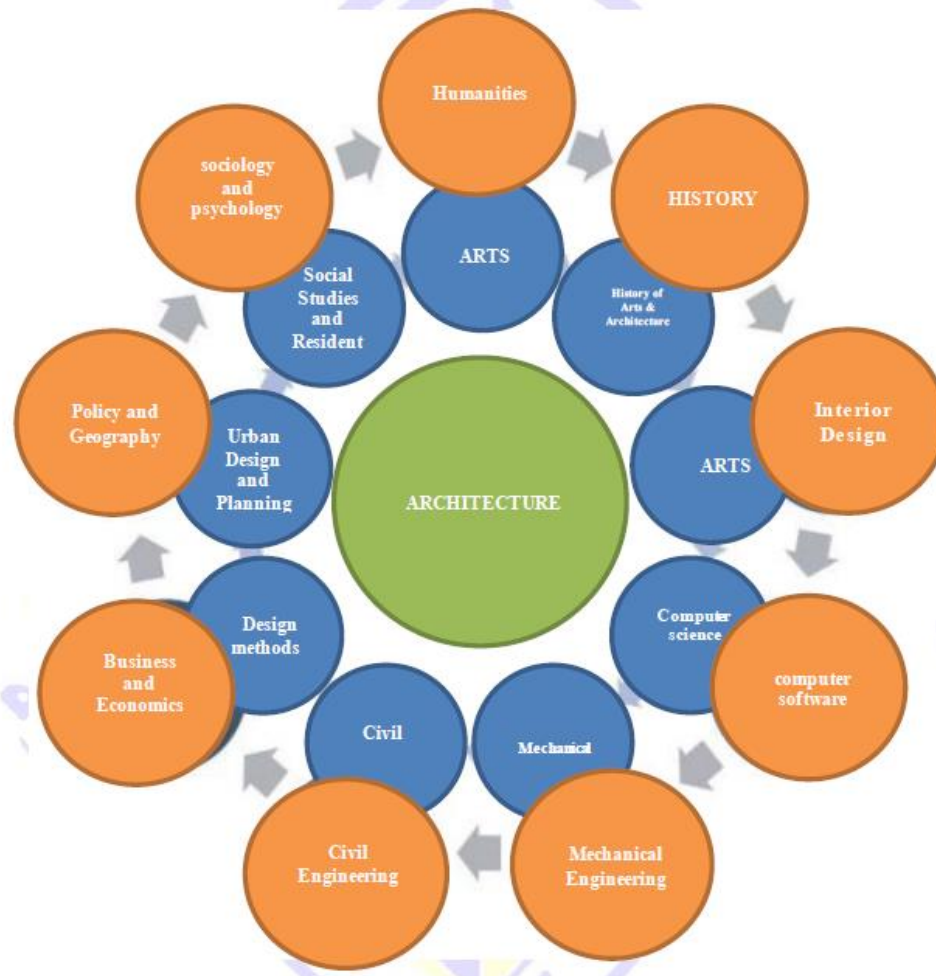 Humanities
HISTORY
Interior
Design
computer
software
Mechanical
Engineering
Civil
Engineering
Business
and
Economics
Policy and
Geography
sociology
and
psychology
ARTS
History of
Arts &
Architecture
ARTS
Computer
science
Mechanical
Civil
Design
methods
Urban
Design
and
Planning
Social
Studies
and
Resident
ARCHITECTURE